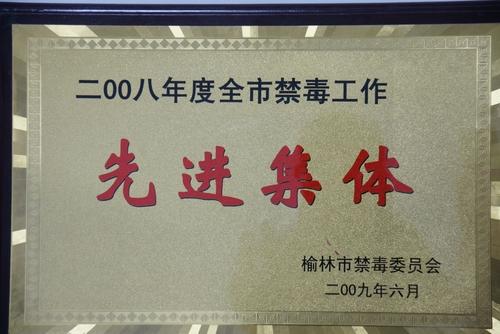 二00八年度全市禁毒工作
先进集体
榆林市禁毒委员会
二00九年六月